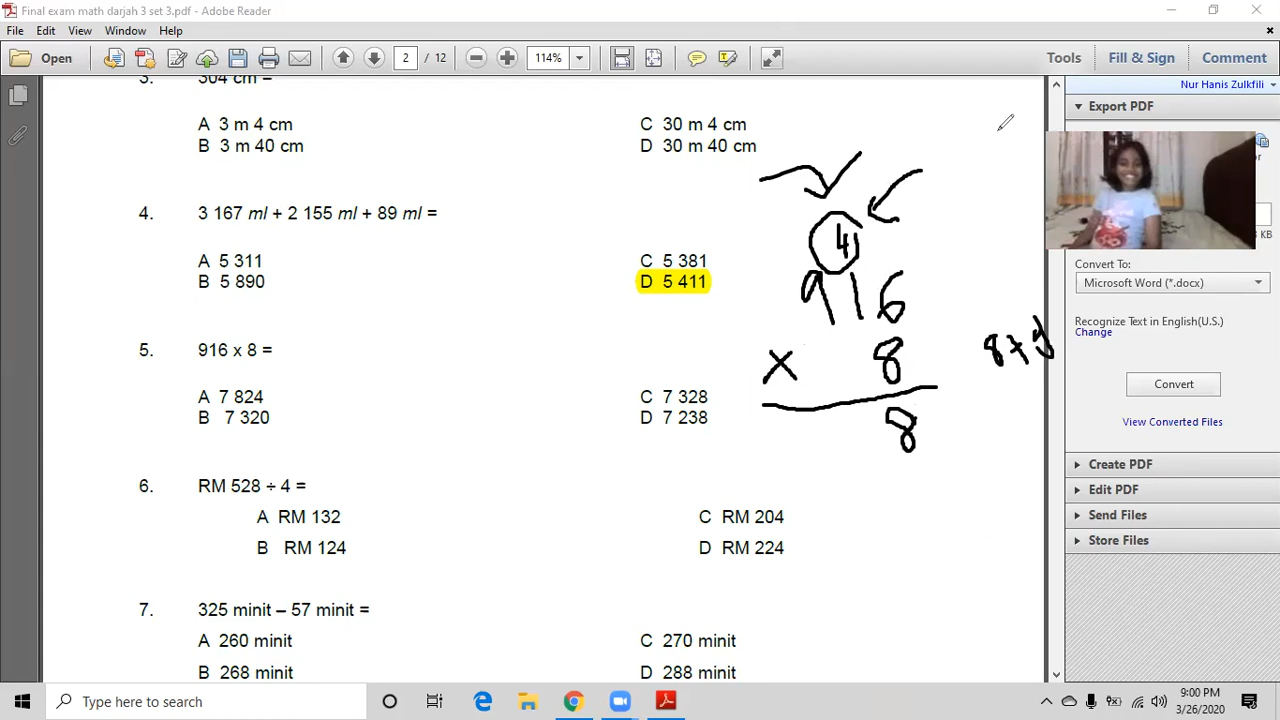 Final exam math darjah 3 set 3.pdf - Adobe Reader
File Edit View Window Help
Open 2 / 12 114% Tools Fill & Sign Comment
Nur Hanis Zulkfili
Export PDF
3. 304 cm =
A 3 m 4 cm C 30 m 4 cm
B 3 m 40 cm D 30 m 40 cm
4. 3 167 ml + 2 155 ml + 89 ml =
A 5 311 C 5 381
B 5 890 D 5 411
5. 916 x 8 =
A 7 824 C 7 328
B 7 320 D 7 238
6. RM 528 ÷ 4 =
A RM 132 C RM 204
B RM 124 D RM 224
7. 325 minit – 57 minit =
A 260 minit C 270 minit
B 268 minit D 288 minit
4
916
x 8
8
KB
Convert To:
Microsoft Word (*.docx)
Recognize Text in English(U.S.)
Change
Convert
View Converted Files
Create PDF
Edit PDF
Send Files
Store Files
Type here to search
9:00 PM
3/26/2020